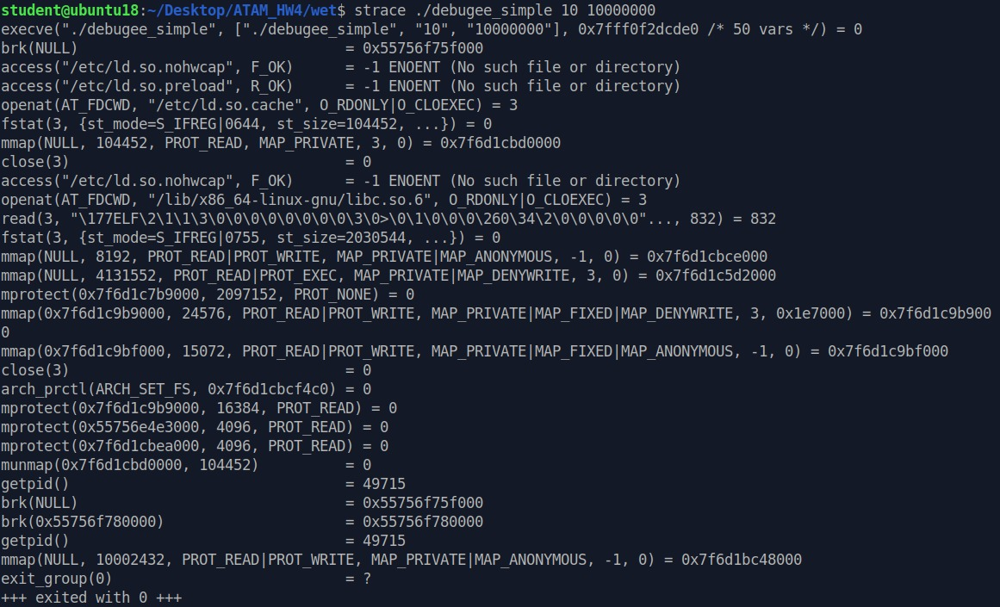 student@ubuntu18:~/Desktop/ATAM_HW4/wet$ strace ./debugee_simple 10 10000000
execve("./debugee_simple", ["./debugee_simple", "10", "10000000"], 0x7fff0f2dcde0 /* 50 vars */) = 0
brk(NULL)                               = 0x55756f75f000
access("/etc/ld.so.nohwcap", F_OK)      = -1 ENOENT (No such file or directory)
access("/etc/ld.so.preload", R_OK)      = -1 ENOENT (No such file or directory)
openat(AT_FDCWD, "/etc/ld.so.cache", O_RDONLY|O_CLOEXEC) = 3
fstat(3, {st_mode=S_IFREG|0644, st_size=104452, ...}) = 0
mmap(NULL, 104452, PROT_READ, MAP_PRIVATE, 3, 0) = 0x7f6d1cbd0000
close(3)                                = 0
access("/etc/ld.so.nohwcap", F_OK)      = -1 ENOENT (No such file or directory)
openat(AT_FDCWD, "/lib/x86_64-linux-gnu/libc.so.6", O_RDONLY|O_CLOEXEC) = 3
read(3, "\177ELF\2\1\1\3\0\0\0\0\0\0\0\0\3\0>\0\1\0\0\0\260\34\2\0\0\0\0\0"..., 832) = 832
fstat(3, {st_mode=S_IFREG|0755, st_size=2030544, ...}) = 0
mmap(NULL, 8192, PROT_READ|PROT_WRITE, MAP_PRIVATE|MAP_ANONYMOUS, -1, 0) = 0x7f6d1cbce000
mmap(NULL, 4131552, PROT_READ|PROT_EXEC, MAP_PRIVATE|MAP_DENYWRITE, 3, 0) = 0x7f6d1c5d2000
mprotect(0x7f6d1c7b9000, 2097152, PROT_NONE) = 0
mmap(0x7f6d1c9b9000, 24576, PROT_READ|PROT_WRITE, MAP_PRIVATE|MAP_FIXED|MAP_DENYWRITE, 3, 0x1e7000) = 0x7f6d1c9b900
0
mmap(0x7f6d1c9bf000, 15072, PROT_READ|PROT_WRITE, MAP_PRIVATE|MAP_FIXED|MAP_ANONYMOUS, -1, 0) = 0x7f6d1c9bf000
close(3)                                = 0
arch_prctl(ARCH_SET_FS, 0x7f6d1cbcf4c0) = 0
mprotect(0x7f6d1c9b9000, 16384, PROT_READ) = 0
mprotect(0x55756e4e3000, 4096, PROT_READ) = 0
mprotect(0x7f6d1cbea000, 4096, PROT_READ) = 0
munmap(0x7f6d1cbd0000, 104452)          = 0
getpid()                                = 49715
brk(NULL)                               = 0x55756f75f000
brk(0x55756f780000)                     = 0x55756f780000
getpid()                                = 49715
mmap(NULL, 10002432, PROT_READ|PROT_WRITE, MAP_PRIVATE|MAP_ANONYMOUS, -1, 0) = 0x7f6d1bc48000
exit_group(0)                           = ?
+++ exited with 0 +++